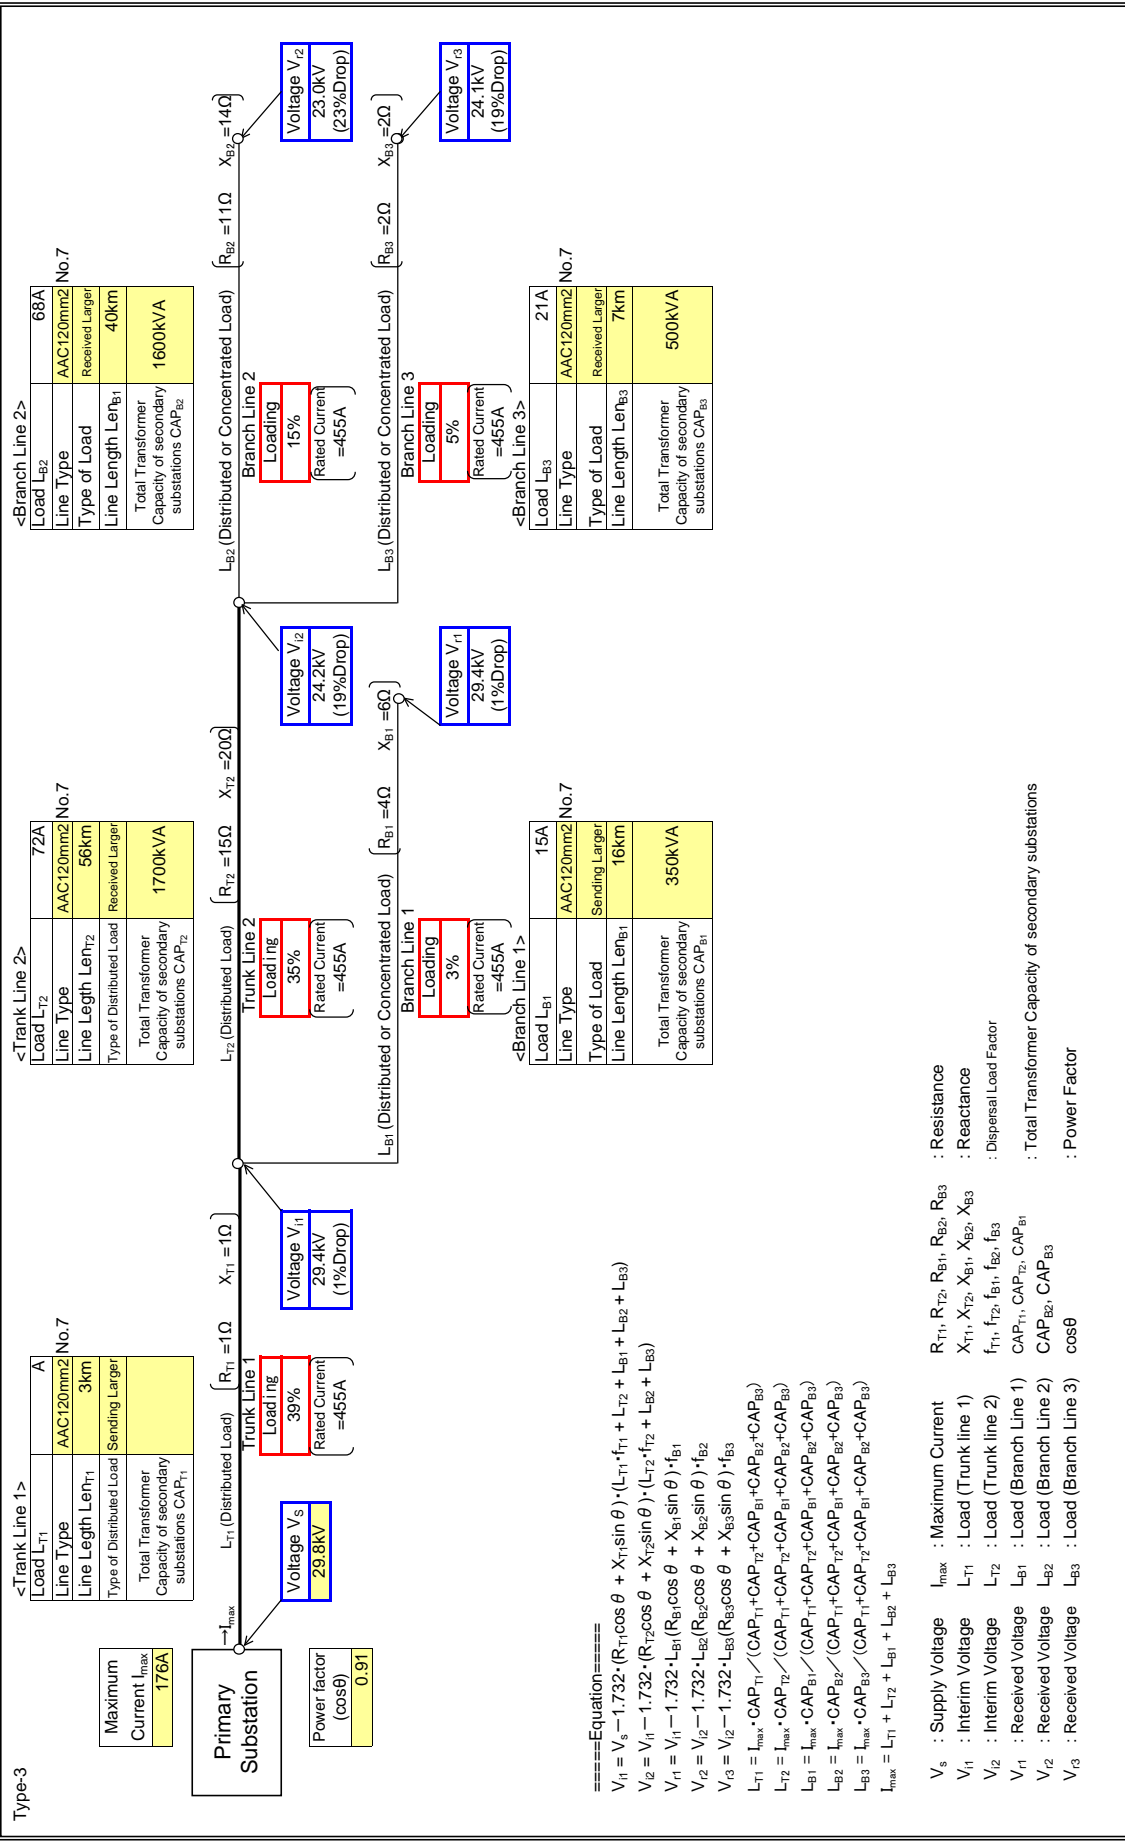 Type-3
Maximum
Current Imax
176A
Primary
Substation
Power factor
(cosθ)
0.91
→Imax
<Trank Line 1>
Load LT1 A
Line Type AAC120mm2 No.7
Line Legth LenT1 3km
Type of Distributed Load Sending Larger
Total Transformer
Capacity of secondary
substations CAPT1
LT1 (Distributed Load) RT1 =1Ω XT1 =1Ω
Trunk Line 1
Loading
39%
Rated Current
=455A
Voltage VS
29.8kV
Voltage Vi1
29.4kV
(1%Drop)
<Trank Line 2>
Load LT2 72A
Line Type AAC120mm2 No.7
Line Legth LenT2 56km
Type of Distributed Load Received Larger
Total Transformer
Capacity of secondary
substations CAPT2
1700kVA
LT2 (Distributed Load) RT2 =15Ω XT2 =20Ω
Trunk Line 2
Loading
35%
Rated Current
=455A
Voltage Vi2
24.2kV
(19%Drop)
LB1 (Distributed or Concentrated Load) RB1 =4Ω XB1 =6Ω
Branch Line 1
Loading
3%
Rated Current
=455A
Voltage Vr1
29.4kV
(1%Drop)
<Branch Line 1>
Load LB1 15A
Line Type AAC120mm2 No.7
Type of Load Sending Larger
Line Length LenB1 16km
Total Transformer
Capacity of secondary
substations CAPB1
350kVA
<Branch Line 2>
Load LB2 68A
Line Type AAC120mm2 No.7
Type of Load Received Larger
Line Length LenB1 40km
Total Transformer
Capacity of secondary
substations CAPB2
1600kVA
LB2 (Distributed or Concentrated Load) RB2 =11Ω XB2 =14Ω
Branch Line 2
Loading
15%
Rated Current
=455A
Voltage Vr2
23.0kV
(23%Drop)
LB3 (Distributed or Concentrated Load) RB3 =2Ω XB3 =2Ω
Branch Line 3
Loading
5%
Rated Current
=455A
Voltage Vr3
24.1kV
(19%Drop)
<Branch Line 3>
Load LB3 21A
Line Type AAC120mm2 No.7
Type of Load Received Larger
Line Length LenB3 7km
Total Transformer
Capacity of secondary
substations CAPB3
500kVA
=====Equation=====
Vi1 = Vs－1.732・(RT1cos θ + XT1sin θ)・(LT1・fT1 + LT2 + LB1 + LB2 + LB3)
Vi2 = Vi1－1.732・(RT2cos θ + XT2sin θ)・(LT2・fT2 + LB2 + LB3)
Vr1 = Vi1－1.732・LB1(RB1cos θ + XB1sin θ)・fB1
Vr2 = Vi2－1.732・LB2(RB2cos θ + XB2sin θ)・fB2
Vr3 = Vi2－1.732・LB3(RB3cos θ + XB3sin θ)・fB3
LT1 = Imax・CAPT1／(CAPT1+CAPT2+CAPB1+CAPB2+CAPB3)
LT2 = Imax・CAPT2／(CAPT1+CAPT2+CAPB1+CAPB2+CAPB3)
LB1 = Imax・CAPB1／(CAPT1+CAPT2+CAPB1+CAPB2+CAPB3)
LB2 = Imax・CAPB2／(CAPT1+CAPT2+CAPB1+CAPB2+CAPB3)
LB3 = Imax・CAPB3／(CAPT1+CAPT2+CAPB1+CAPB2+CAPB3)
Imax = LT1 + LT2 + LB1 + LB2 + LB3
Vs : Supply Voltage Imax : Maximum Current RT1, RT2, RB1, RB2, RB3 : Resistance
Vi1 : Interim Voltage LT1 : Load (Trunk line 1) XT1, XT2, XB1, XB2, XB3 : Reactance
Vi2 : Interim Voltage LT2 : Load (Trunk line 2) fT1, fT2, fB1, fB2, fB3 : Dispersal Load Factor
Vr1 : Received Voltage LB1 : Load (Branch Line 1) CAPT1, CAPT2, CAPB1 : Total Transformer Capacity of secondary substations
Vr2 : Received Voltage LB2 : Load (Branch Line 2) CAPB2, CAPB3
Vr3 : Received Voltage LB3 : Load (Branch Line 3) cosθ : Power Factor